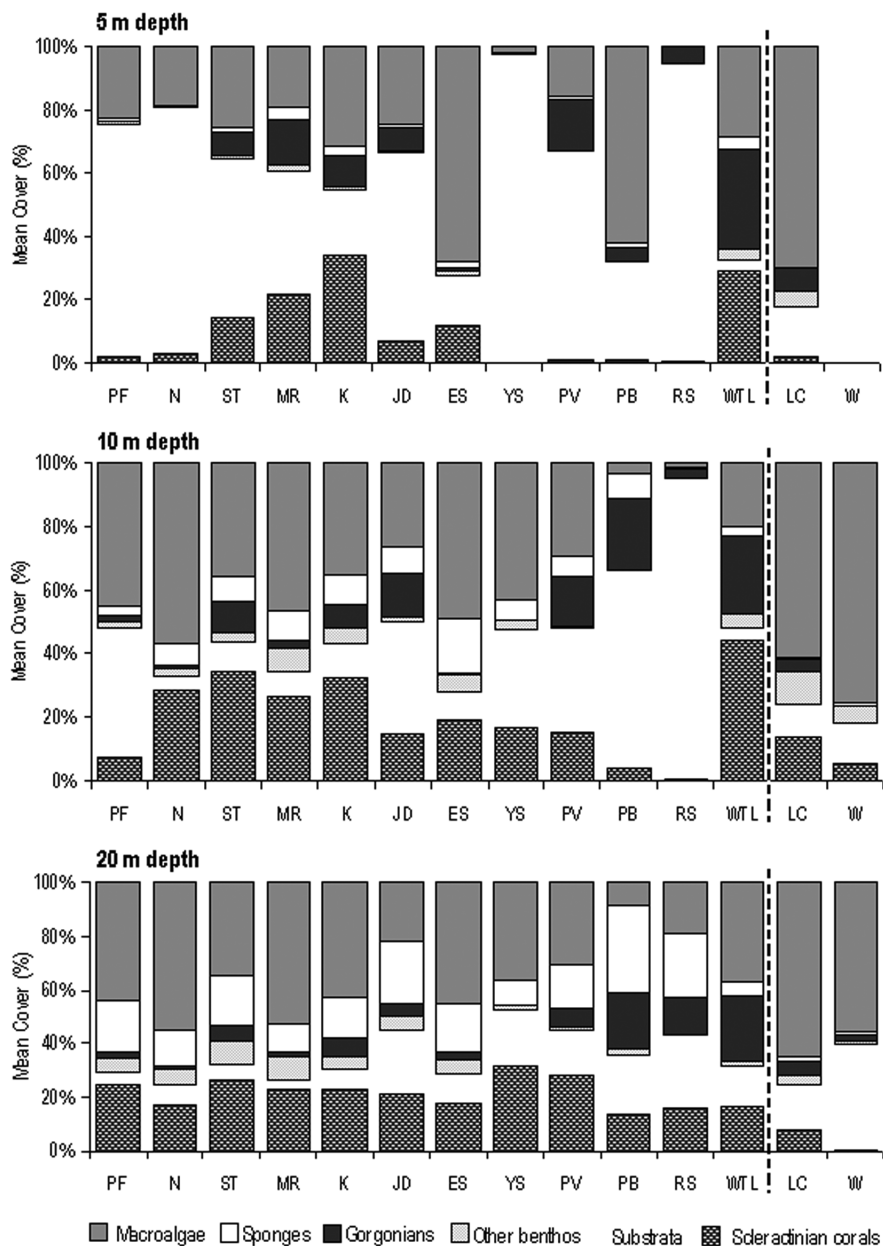 5 m depth
100%
80%
60%
40%
20%
0%
Mean Cover (%)
PF N ST MR K JD ES YS PV PB RS WTL LC W
10 m depth
100%
80%
60%
40%
20%
0%
Mean Cover (%)
PF N ST MR K JD ES YS PV PB RS WTL LC W
20 m depth
100%
80%
60%
40%
20%
0%
Mean Cover (%)
PF N ST MR K JD ES YS PV PB RS WTL LC W
Macroalgae Sponges Gorgonians Other benthos Substrata Scleractinian corals